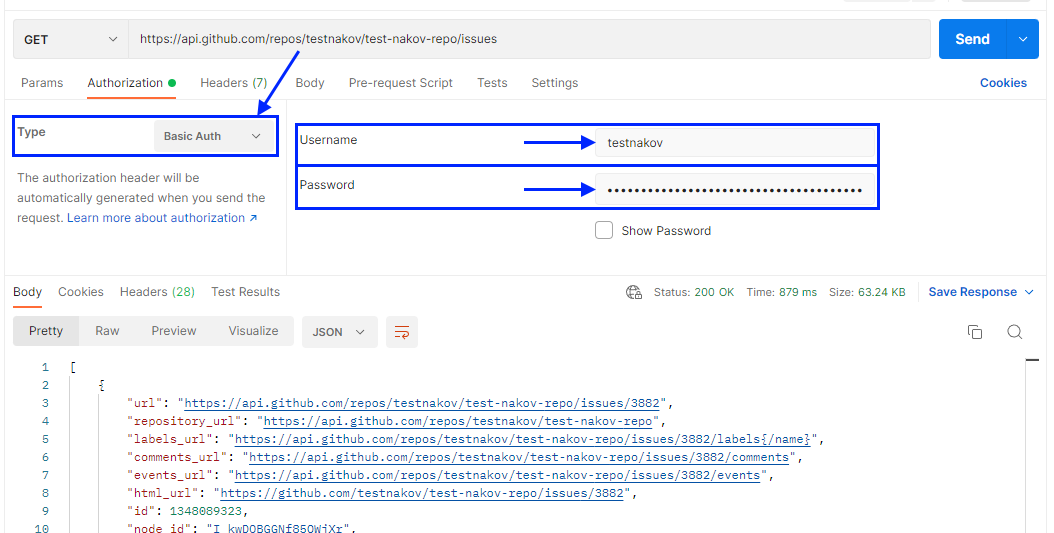 GET https://api.github.com/repos/testnakov/test-nakov-repo/issues Send
Params Authorization Headers (7) Body Pre-request Script Tests Settings Cookies
Type Basic Auth
The authorization header will be
automatically generated when you send the
request. Learn more about authorization ↗
Username testnakov
Password ••••••••••••••••••••••••••••••••••••••
Show Password
Body Cookies Headers (28) Test Results Status: 200 OK Time: 879 ms Size: 63.24 KB Save Response
Pretty Raw Preview Visualize JSON
1 [
2 {
3 "url": "https://api.github.com/repos/testnakov/test-nakov-repo/issues/3882",
4 "repository_url": "https://api.github.com/repos/testnakov/test-nakov-repo",
5 "labels_url": "https://api.github.com/repos/testnakov/test-nakov-repo/issues/3882/labels{/name}",
6 "comments_url": "https://api.github.com/repos/testnakov/test-nakov-repo/issues/3882/comments",
7 "events_url": "https://api.github.com/repos/testnakov/test-nakov-repo/issues/3882/events",
8 "html_url": "https://github.com/testnakov/test-nakov-repo/issues/3882",
9 "id": 1348089323,
10 "node_id":